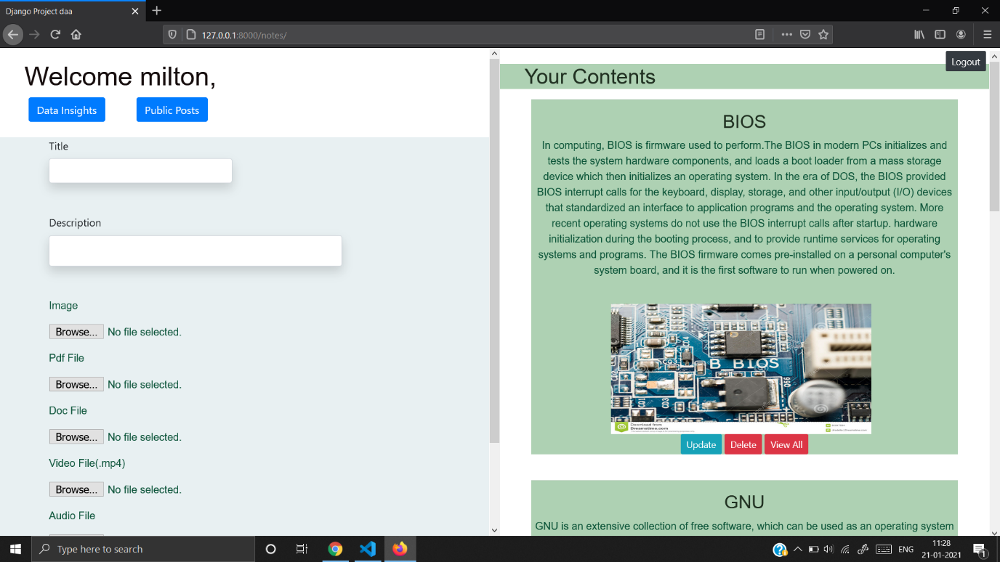 Django Project daa
127.0.0.1:8000/notes/
Logout
Welcome milton,
Data Insights
Public Posts
Title
Description
Image
Browse... No file selected.
Pdf File
Browse... No file selected.
Doc File
Browse... No file selected.
Video File(.mp4)
Browse... No file selected.
Audio File
Your Contents
BIOS
In computing, BIOS is firmware used to perform.The BIOS in modern PCs initializes and
tests the system hardware components, and loads a boot loader from a mass storage
device which then initializes an operating system. In the era of DOS, the BIOS provided
BIOS interrupt calls for the keyboard, display, storage, and other input/output (I/O) devices
that standardized an interface to application programs and the operating system. More
recent operating systems do not use the BIOS interrupt calls after startup. hardware
initialization during the booting process, and to provide runtime services for operating
systems and programs. The BIOS firmware comes pre-installed on a personal computer's
system board, and it is the first software to run when powered on.
CO4
CO3
B_BIOS
CO2
Q66
CD1
CD3
Download from
Dreamstime.com
Update
Delete
View All
GNU
GNU is an extensive collection of free software, which can be used as an operating system
Type here to search
ENG
11:28
21-01-2021
1